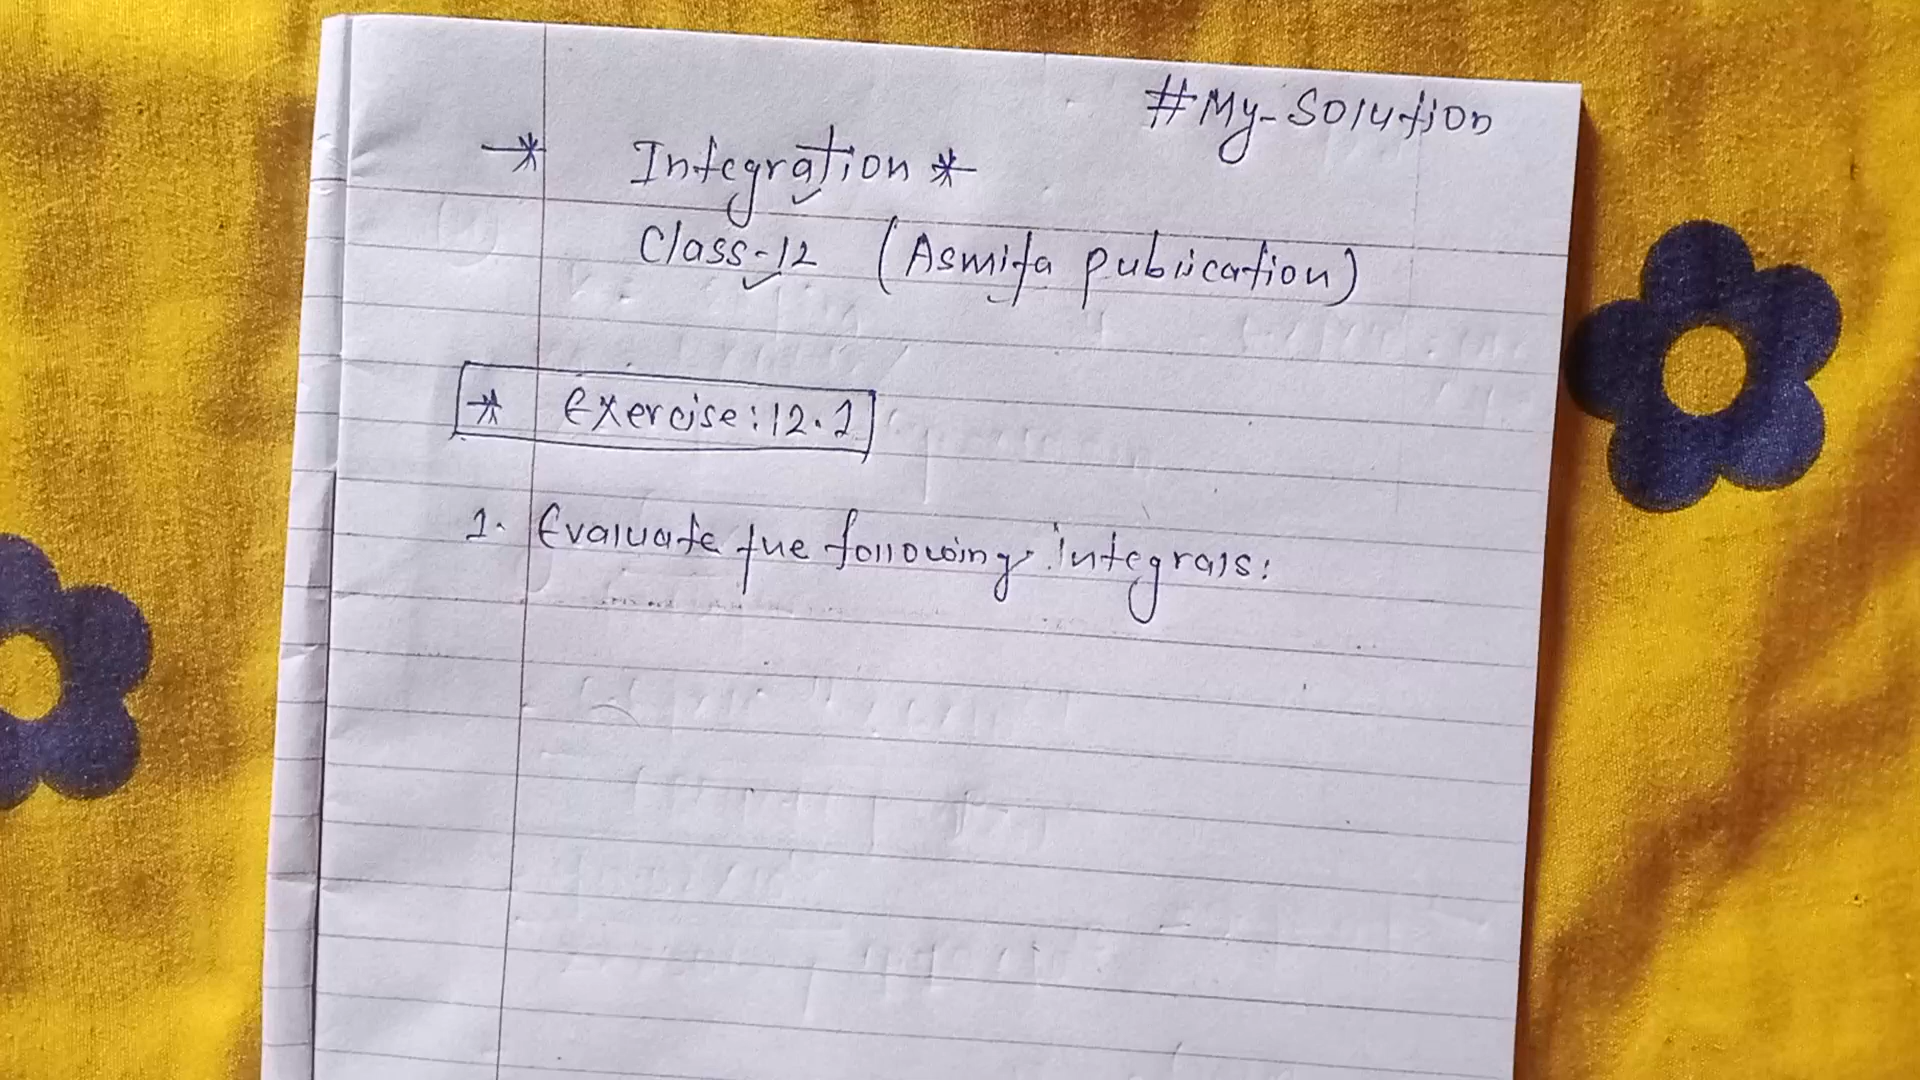 #My-Solution
* Integration *
Class-12 (Asmita publication)
* Exercise:12.1
1. Evaluate the following integrals: